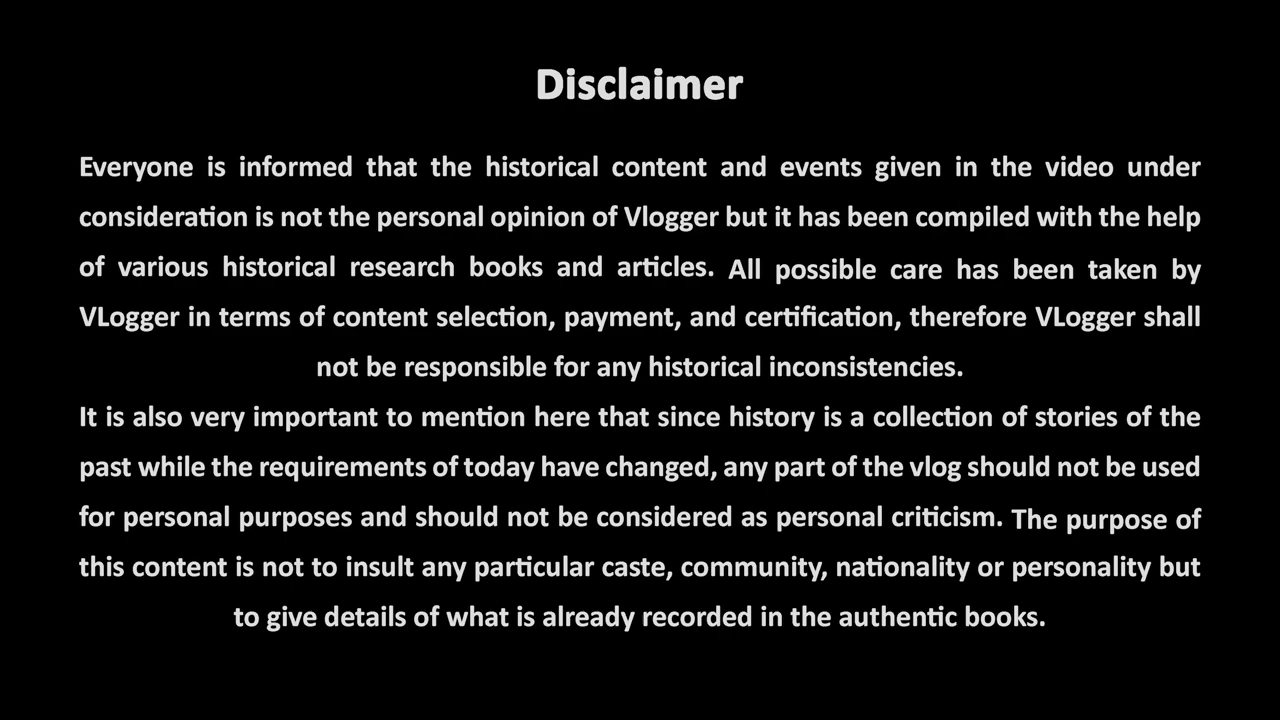 Disclaimer
Everyone is informed that the historical content and events given in the video under
consideration is not the personal opinion of Vlogger but it has been compiled with the help
of various historical research books and articles. All possible care has been taken by
VLogger in terms of content selection, payment, and certification, therefore VLogger shall
not be responsible for any historical inconsistencies.
It is also very important to mention here that since history is a collection of stories of the
past while the requirements of today have changed, any part of the vlog should not be used
for personal purposes and should not be considered as personal criticism. The purpose of
this content is not to insult any particular caste, community, nationality or personality but
to give details of what is already recorded in the authentic books.